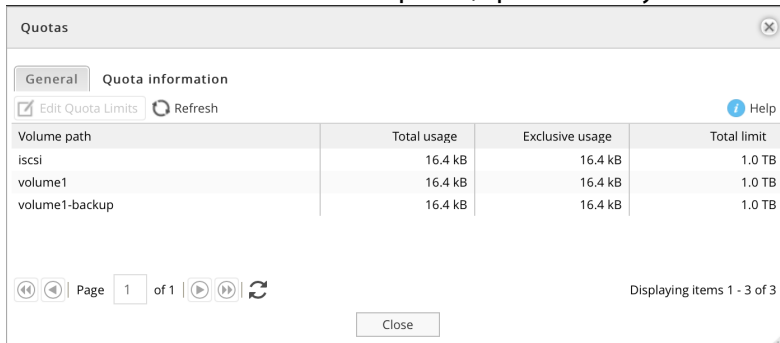 Quotas
General Quota information
Edit Quota Limits Refresh Help
Volume path Total usage Exclusive usage Total limit
iscsi 16.4 kB 16.4 kB 1.0 TB
volume1 16.4 kB 16.4 kB 1.0 TB
volume1-backup 16.4 kB 16.4 kB 1.0 TB
Page 1 of 1 Displaying items 1 - 3 of 3
Close